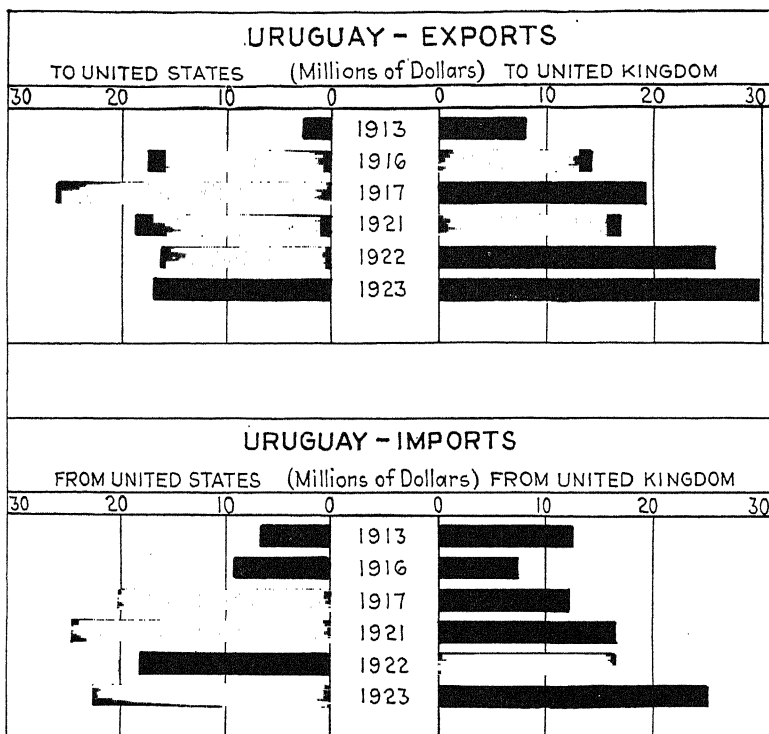 URUGUAY - EXPORTS
TO UNITED STATES (Millions of Dollars) TO UNITED KINGDOM
30 20 10 0 0 10 20 30
1913
1916
1917
1921
1922
1923
URUGUAY - IMPORTS
FROM UNITED STATES (Millions of Dollars) FROM UNITED KINGDOM
30 20 10 0 0 10 20 30
1913
1916
1917
1921
1922
1923